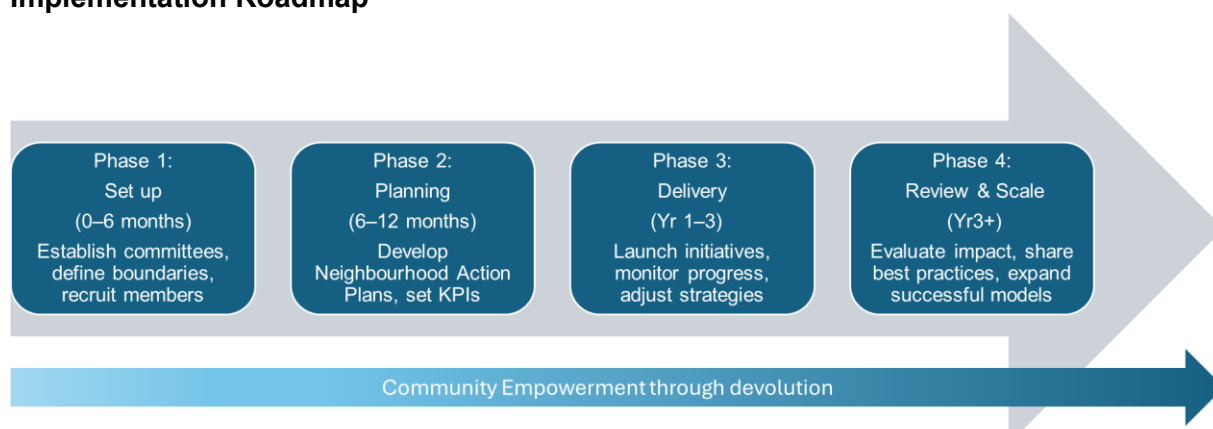 Implementation Roadmap
Phase 1:
Set up
(0–6 months)
Establish committees,
define boundaries,
recruit members
Phase 2:
Planning
(6–12 months)
Develop
Neighbourhood Action
Plans, set KPIs
Phase 3:
Delivery
(Yr 1–3)
Launch initiatives,
monitor progress,
adjust strategies
Phase 4:
Review & Scale
(Yr3+)
Evaluate impact, share
best practices, expand
successful models
Community Empowerment through devolution